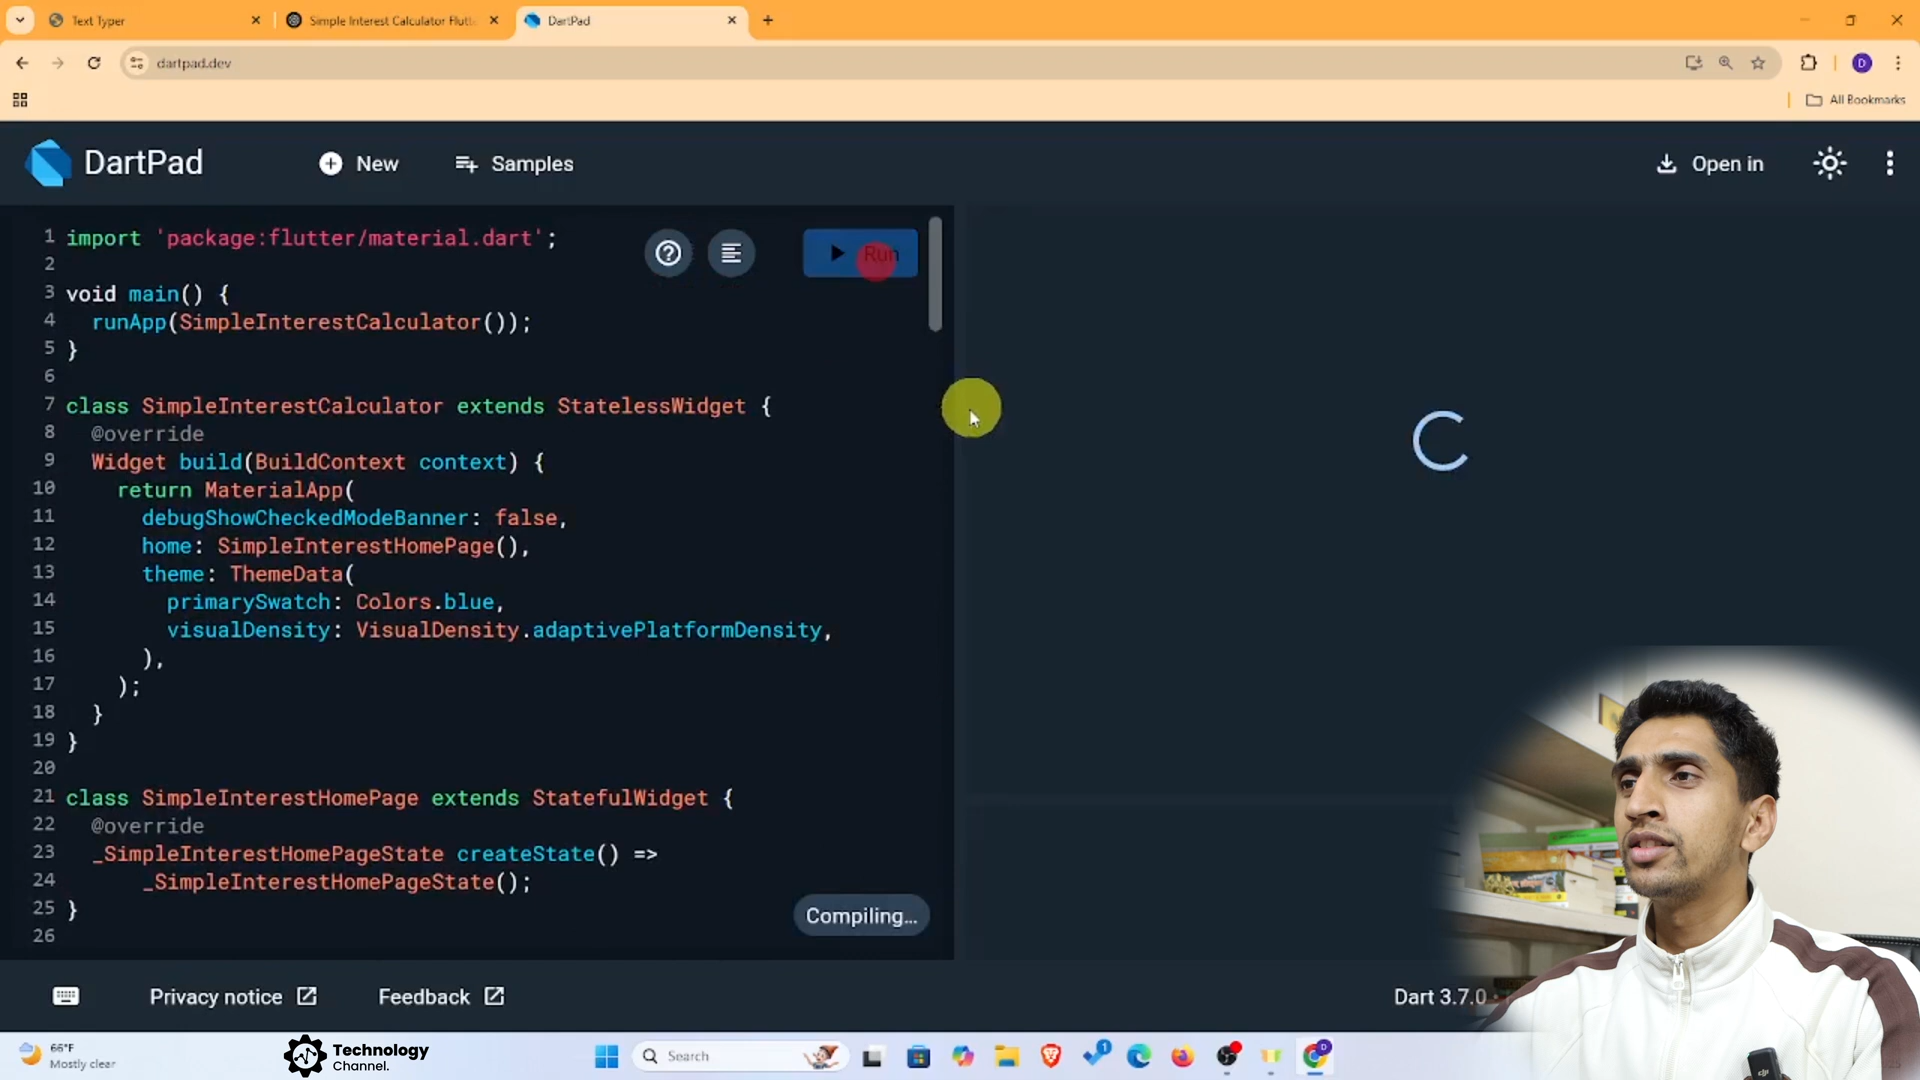 Text Typer
Simple Interest Calculator Flutt
DartPad
dartpad.dev
D
All Bookmarks
DartPad
New
Samples
Open in
Run
1 import 'package:flutter/material.dart';
2
3 void main() {
4 runApp(SimpleInterestCalculator());
5 }
6
7 class SimpleInterestCalculator extends StatelessWidget {
8 @override
9 Widget build(BuildContext context) {
10 return MaterialApp(
11 debugShowCheckedModeBanner: false,
12 home: SimpleInterestHomePage(),
13 theme: ThemeData(
14 primarySwatch: Colors.blue,
15 visualDensity: VisualDensity.adaptivePlatformDensity,
16 ),
17 );
18 }
19 }
20
21 class SimpleInterestHomePage extends StatefulWidget {
22 @override
23 _SimpleInterestHomePageState createState() =>
24 _SimpleInterestHomePageState();
25 }
26
Compiling...
Privacy notice
Feedback
Dart 3.7.0
66°F
Mostly clear
Technology
Channel.
Search
1
D